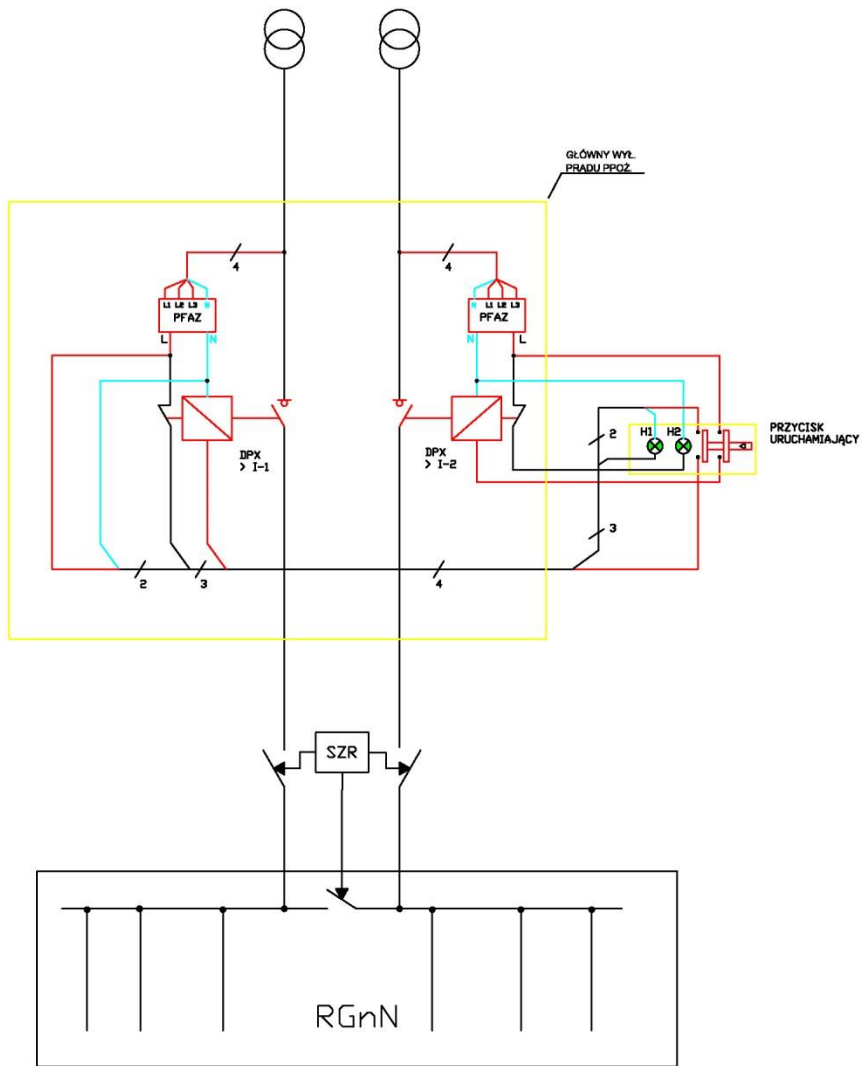 GŁÓWNY WYŁ.
PRADU PPOŻ.
4
4
L1 L2 L3 N
PFAZ
L N
N L1 L2 L3
PFAZ
N L
DPX
> I-1
DPX
> I-2
2
H1 H2
PRZYCISK
URUCHAMIAJĄCY
3
2
3
4
SZR
RGnN